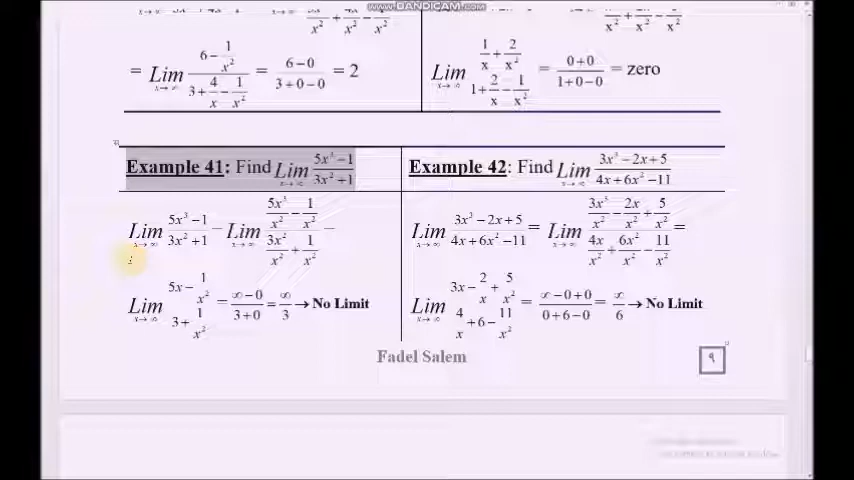 www.BANDICAM.com
= Lim x→∞ (6 − 1/x²) / (3 + 4/x − 1/x²) = (6−0)/(3+0−0) = 2
Lim x→∞ (1/x + 2/x²) / (1 + 2/x − 1/x²) = (0+0)/(1+0−0) = zero
Example 41: Find Lim x→∞ (5x³ −1)/(3x² +1)
Lim x→∞ (5x³ −1)/(3x² +1) = Lim x→∞ (5x³/x² − 1/x²) / (3x²/x² + 1/x²) =
Lim x→∞ (5x − 1/x²) / (3 + 1/x²) = (∞−0)/(3+0) = ∞/3 → No Limit
Example 42: Find Lim x→∞ (3x³ −2x+5)/(4x+6x² −11)
Lim x→∞ (3x³ −2x+5)/(4x+6x² −11) = Lim x→∞ (3x³/x² − 2x/x² + 5/x²) / (4x/x² + 6x²/x² − 11/x²) =
Lim x→∞ (3x − 2/x + 5/x²) / (4/x + 6 − 11/x²) = (∞−0+0)/(0+6−0) = ∞/6 → No Limit
Fadel Salem
٩